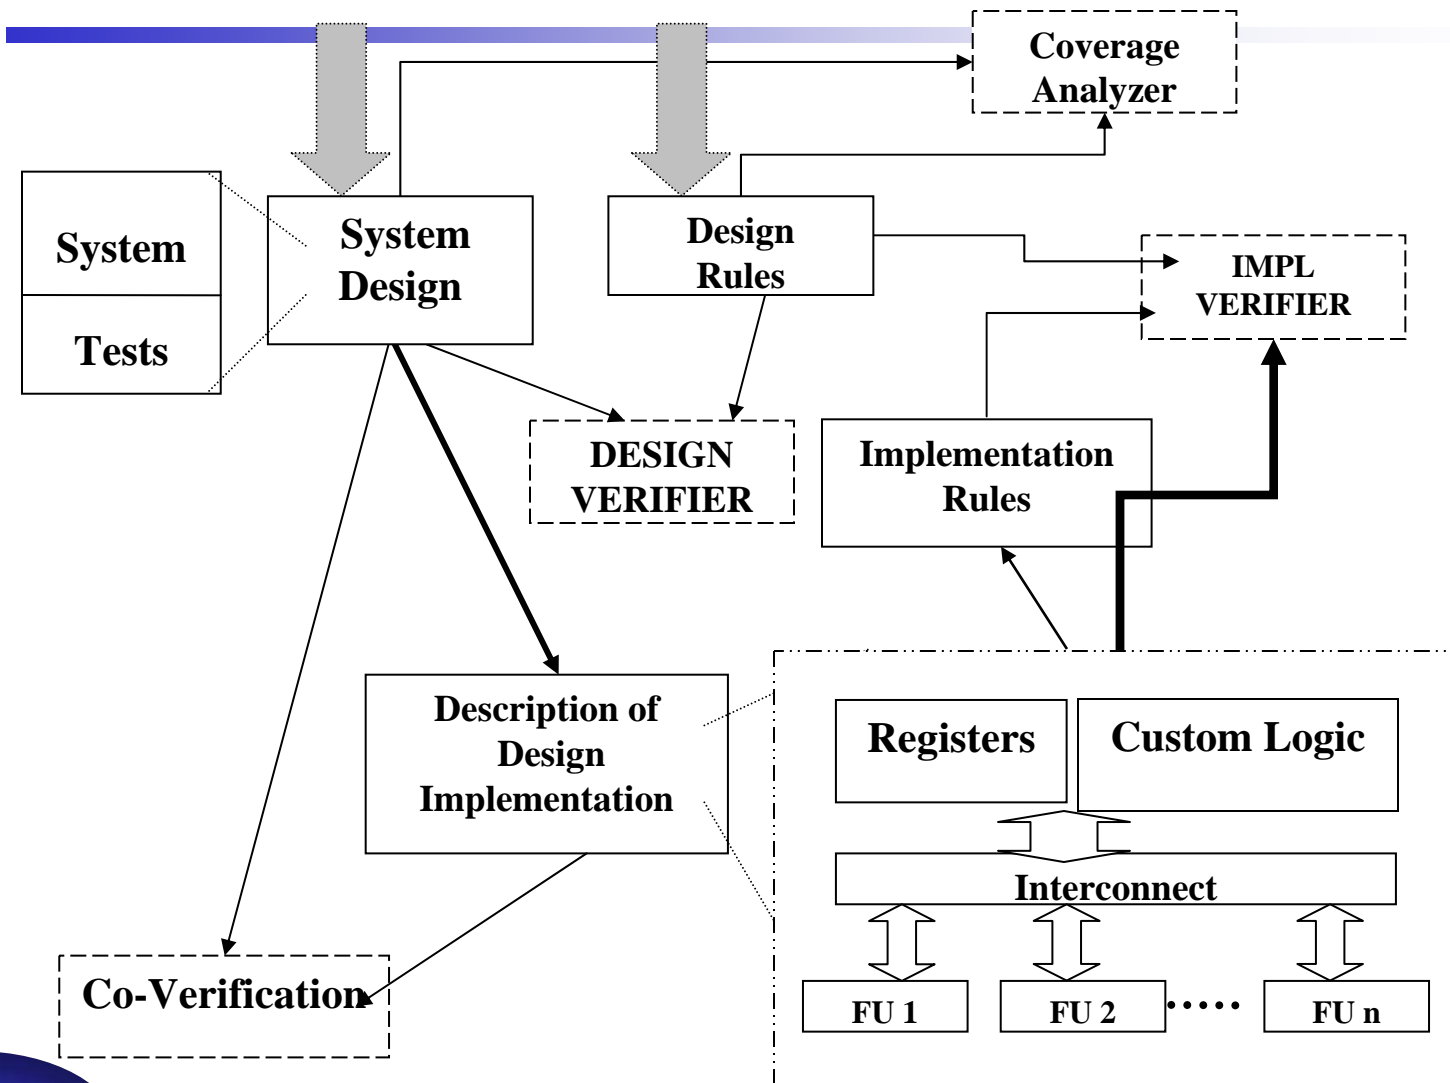 Coverage
Analyzer
System
Tests
System
Design
Design
Rules
IMPL
VERIFIER
DESIGN
VERIFIER
Implementation
Rules
Description of
Design
Implementation
Registers
Custom Logic
Interconnect
Co-Verification
FU 1
FU 2
.....
FU n